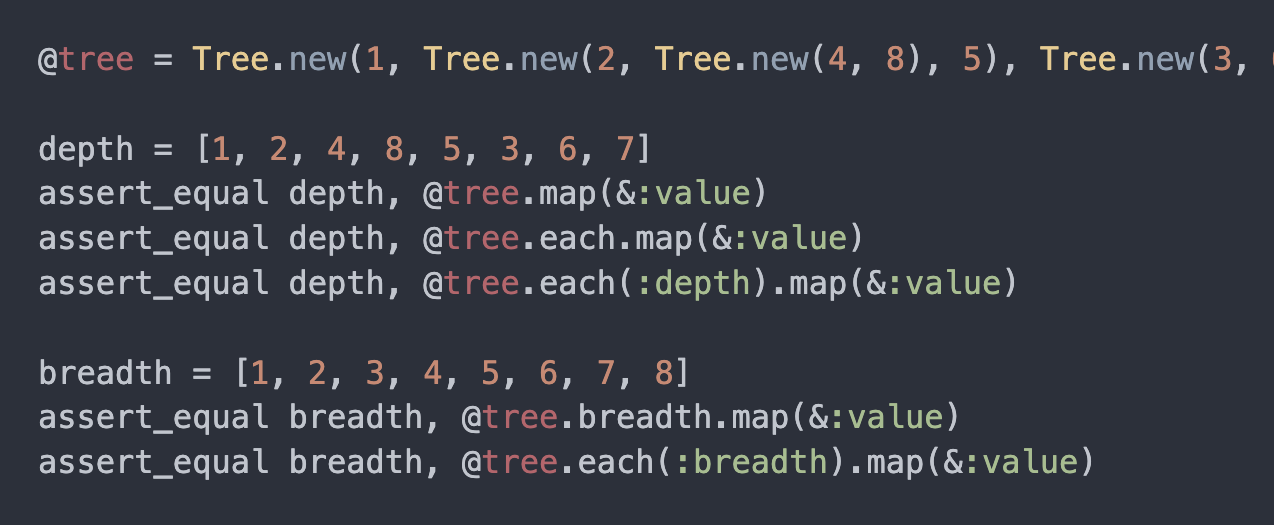 @tree = Tree.new(1, Tree.new(2, Tree.new(4, 8), 5), Tree.new(3,
depth = [1, 2, 4, 8, 5, 3, 6, 7]
assert_equal depth, @tree.map(&:value)
assert_equal depth, @tree.each.map(&:value)
assert_equal depth, @tree.each(:depth).map(&:value)
breadth = [1, 2, 3, 4, 5, 6, 7, 8]
assert_equal breadth, @tree.breadth.map(&:value)
assert_equal breadth, @tree.each(:breadth).map(&:value)